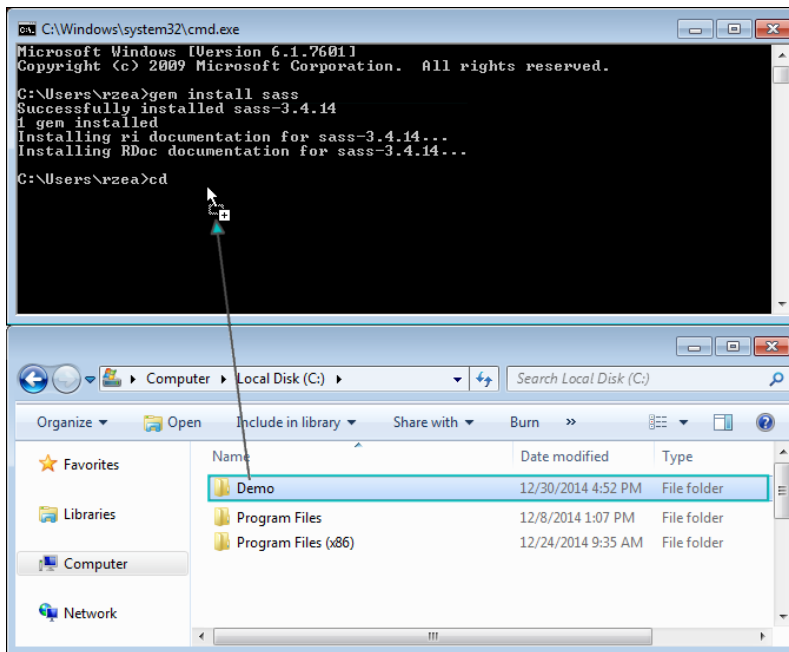 C:\Windows\system32\cmd.exe
Microsoft Windows [Version 6.1.7601]
Copyright (c) 2009 Microsoft Corporation.  All rights reserved.
C:\Users\rzea>gem install sass
Successfully installed sass-3.4.14
1 gem installed
Installing ri documentation for sass-3.4.14...
Installing RDoc documentation for sass-3.4.14...
C:\Users\rzea>cd
Computer Local Disk (C:) Search Local Disk (C:)
Organize Open Include in library Share with Burn »
Name Date modified Type
Favorites
Libraries
Computer
Network
Demo 12/30/2014 4:52 PM File folder
Program Files 12/8/2014 1:07 PM File folder
Program Files (x86) 12/24/2014 9:35 AM File folder